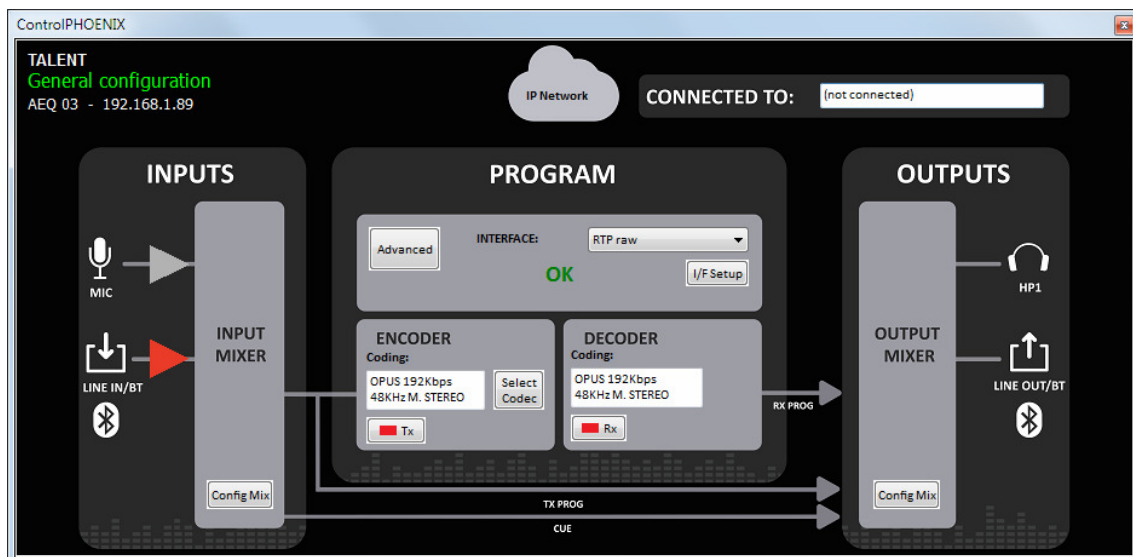 ControlPHOENIX
TALENT
General configuration
AEQ 03 - 192.168.1.89
IP Network
CONNECTED TO:
(not connected)
INPUTS
MIC
LINE IN/BT
INPUT
MIXER
Config Mix
PROGRAM
Advanced
INTERFACE:
RTP raw
OK
I/F Setup
ENCODER
Coding:
OPUS 192Kbps
48KHz M. STEREO
Select
Codec
Tx
DECODER
Coding:
OPUS 192Kbps
48KHz M. STEREO
Rx
RX PROG
TX PROG
CUE
OUTPUTS
OUTPUT
MIXER
Config Mix
HP1
LINE OUT/BT